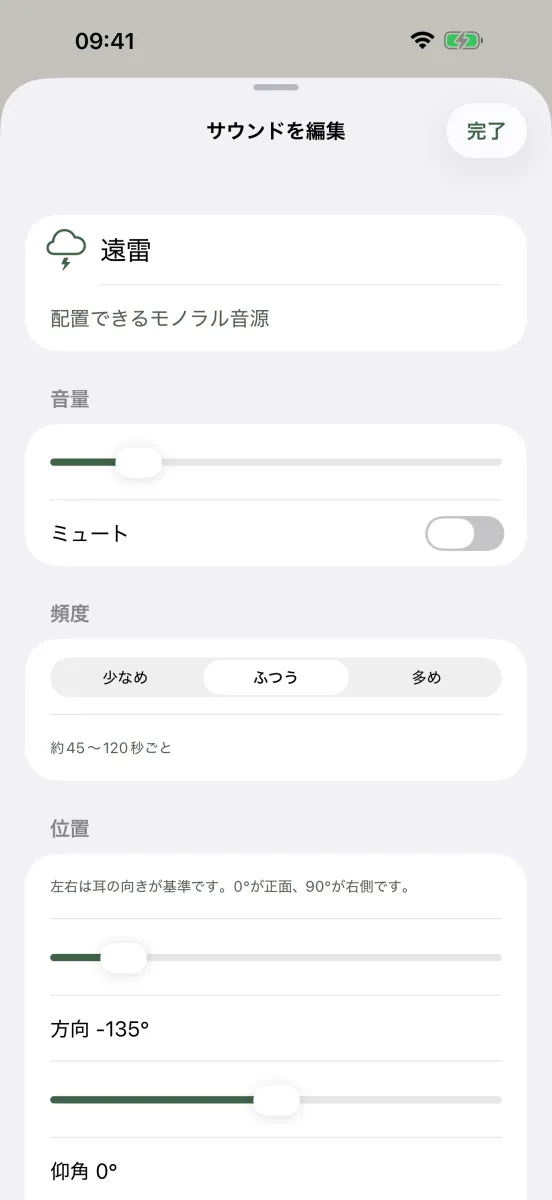 09:41
サウンドを編集
完了
遠雷
配置できるモノラル音源
音量
ミュート
頻度
少なめ
ふつう
多め
約45〜120秒ごと
位置
左右は耳の向きが基準です。0°が正面、90°が右側です。
方向 -135°
仰角 0°